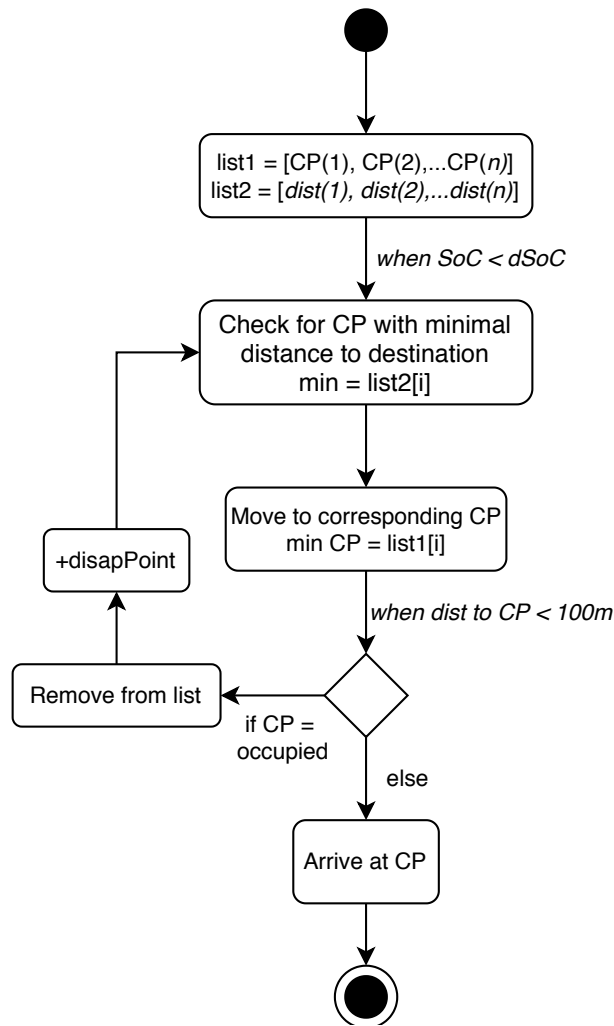 list1 = [CP(1), CP(2),...CP(n)]
list2 = [dist(1), dist(2),...dist(n)]
when SoC < dSoC
Check for CP with minimal
distance to destination
min = list2[i]
Move to corresponding CP
min CP = list1[i]
+disapPoint
when dist to CP < 100m
Remove from list
if CP =
occupied
else
Arrive at CP